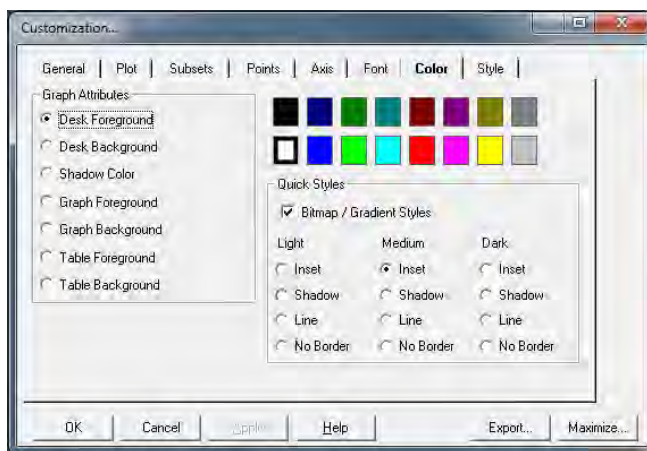 Customization...
General | Plot | Subsets | Points | Axis | Font | Color | Style |
Graph Attributes
Desk Foreground
Desk Background
Shadow Color
Graph Foreground
Graph Background
Table Foreground
Table Background
Quick Styles
Bitmap / Gradient Styles
Light Medium Dark
Inset Inset Inset
Shadow Shadow Shadow
Line Line Line
No Border No Border No Border
OK Cancel Apply Help Export... Maximize...